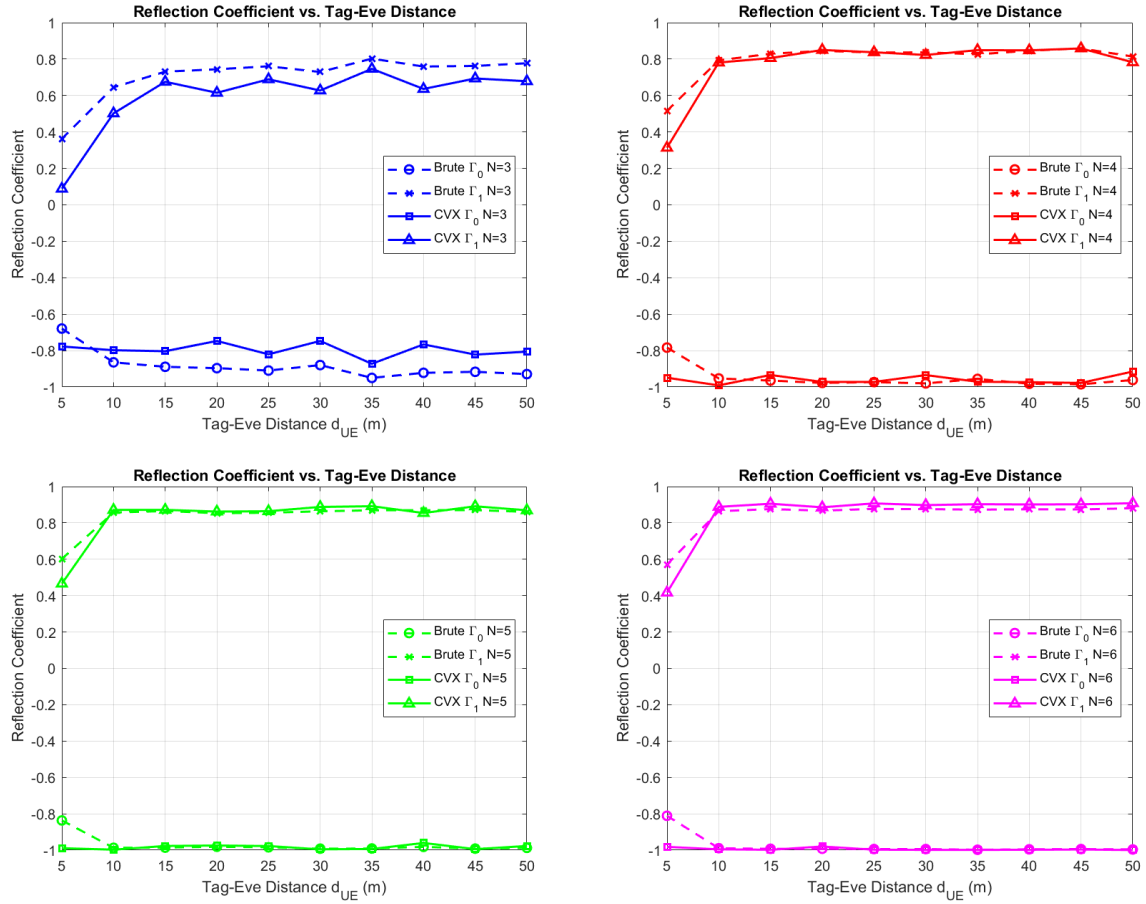 Reflection Coefficient vs. Tag-Eve Distance
1
0.8
0.6
0.4
0.2
0
-0.2
-0.4
-0.6
-0.8
-1
Reflection Coefficient
Brute Γ0 N=3
Brute Γ1 N=3
CVX Γ0 N=3
CVX Γ1 N=3
5 10 15 20 25 30 35 40 45 50
Tag-Eve Distance dUE (m)
Reflection Coefficient vs. Tag-Eve Distance
1
0.8
0.6
0.4
0.2
0
-0.2
-0.4
-0.6
-0.8
-1
Reflection Coefficient
Brute Γ0 N=4
Brute Γ1 N=4
CVX Γ0 N=4
CVX Γ1 N=4
5 10 15 20 25 30 35 40 45 50
Tag-Eve Distance dUE (m)
Reflection Coefficient vs. Tag-Eve Distance
1
0.8
0.6
0.4
0.2
0
-0.2
-0.4
-0.6
-0.8
-1
Reflection Coefficient
Brute Γ0 N=5
Brute Γ1 N=5
CVX Γ0 N=5
CVX Γ1 N=5
5 10 15 20 25 30 35 40 45 50
Tag-Eve Distance dUE (m)
Reflection Coefficient vs. Tag-Eve Distance
1
0.8
0.6
0.4
0.2
0
-0.2
-0.4
-0.6
-0.8
-1
Reflection Coefficient
Brute Γ0 N=6
Brute Γ1 N=6
CVX Γ0 N=6
CVX Γ1 N=6
5 10 15 20 25 30 35 40 45 50
Tag-Eve Distance dUE (m)